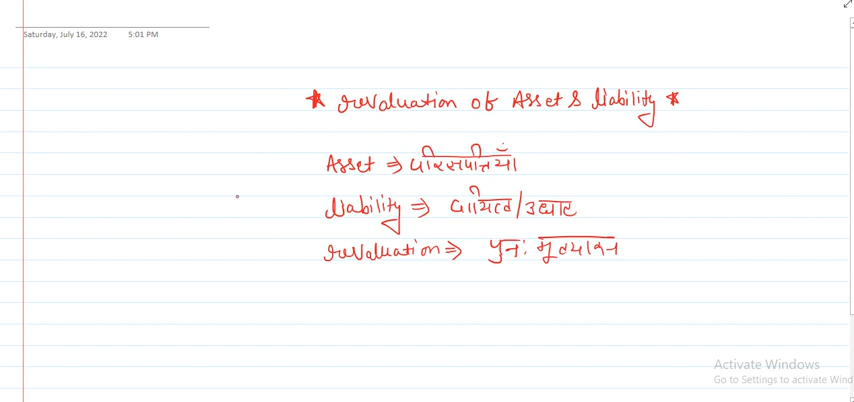 Saturday, July 16, 2022 5:01 PM
* revaluation of Asset & liability *
Asset ⇒ परिसंपत्तियां
liability ⇒ दायित्व/उधार
revaluation ⇒ पुनः मूल्यांकन
Activate Windows
Go to Settings to activate Wind